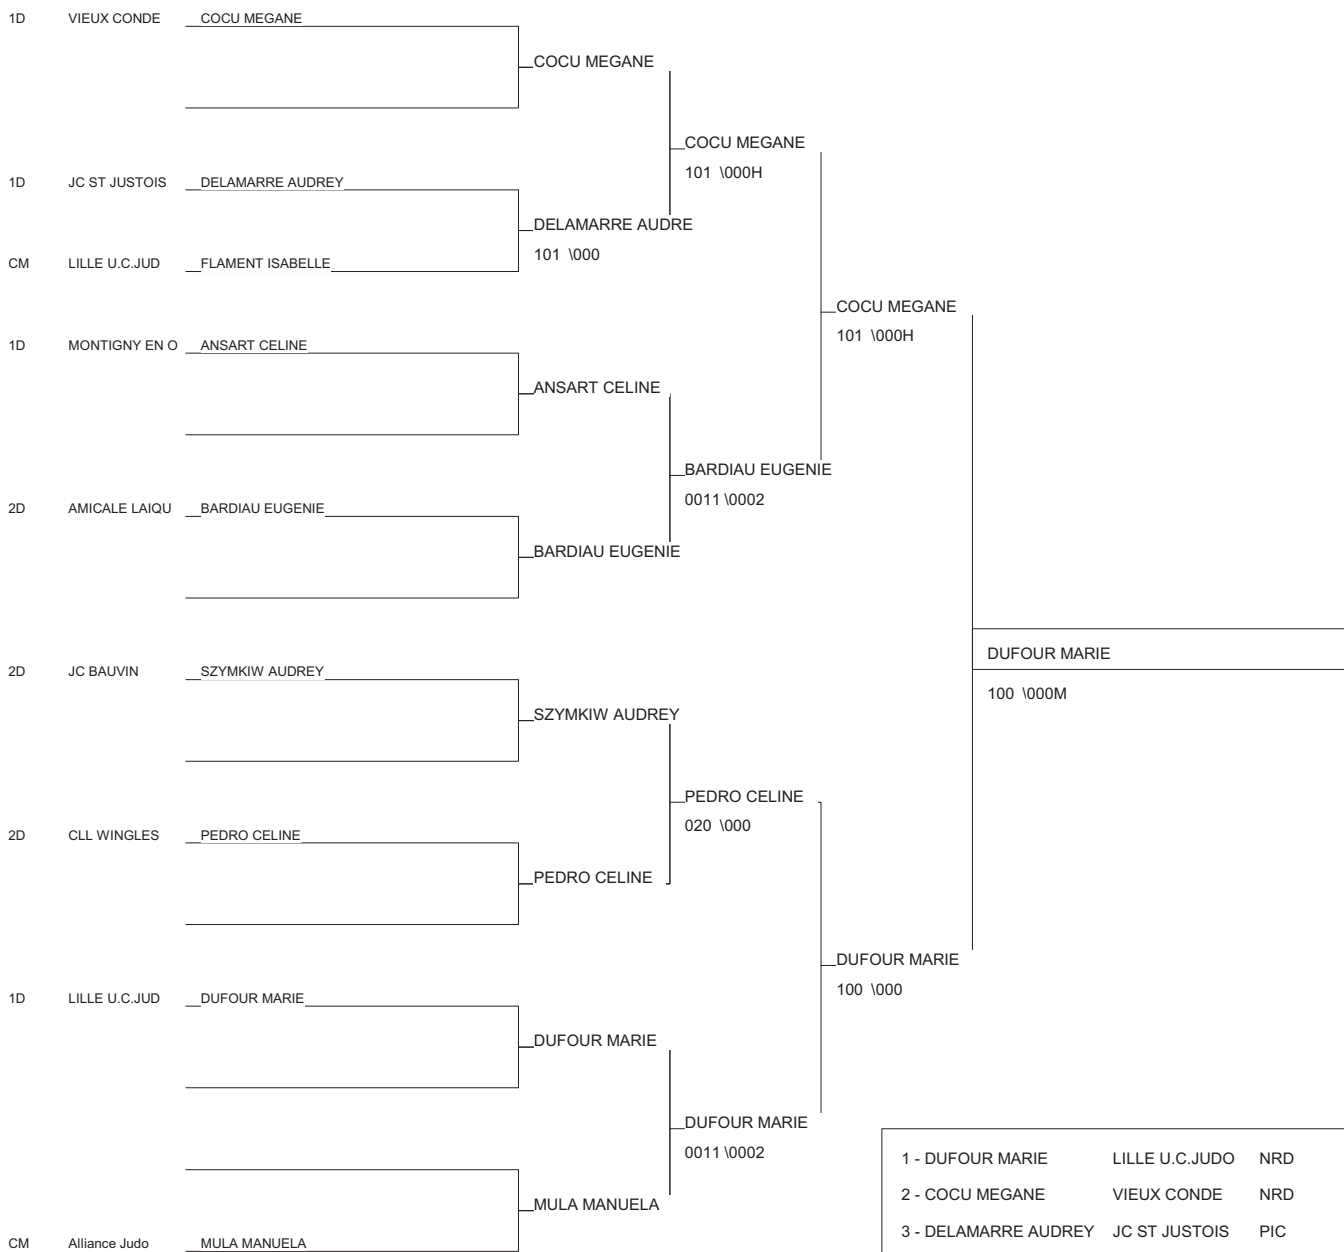 1D VIEUX CONDE COCU MEGANE
COCU MEGANE
COCU MEGANE
101 \000H
1D JC ST JUSTOIS DELAMARRE AUDREY
DELAMARRE AUDRE
101 \000
CM LILLE U.C.JUD FLAMENT ISABELLE
COCU MEGANE
101 \000H
1D MONTIGNY EN O ANSART CELINE
ANSART CELINE
BARDIAU EUGENIE
0011 \0002
2D AMICALE LAIQU BARDIAU EUGENIE
BARDIAU EUGENIE
DUFOUR MARIE
100 \000M
2D JC BAUVIN SZYMKIW AUDREY
SZYMKIW AUDREY
PEDRO CELINE
020 \000
2D CLL WINGLES PEDRO CELINE
PEDRO CELINE
DUFOUR MARIE
100 \000
1D LILLE U.C.JUD DUFOUR MARIE
DUFOUR MARIE
DUFOUR MARIE
0011 \0002
MULA MANUELA
CM Alliance Judo MULA MANUELA
1 - DUFOUR MARIE LILLE U.C.JUDO NRD
2 - COCU MEGANE VIEUX CONDE NRD
3 - DELAMARRE AUDREY JC ST JUSTOIS PIC